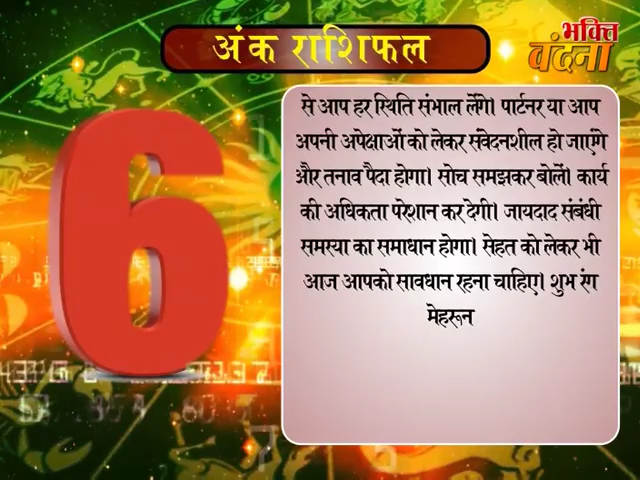 अंक राशिफल
भक्ति
वंदना
6
से आप हर स्थिति संभाल लेंगे। पार्टनर या आप
अपनी अपेक्षाओं को लेकर संवेदनशील हो जाएंगे
और तनाव पैदा होगा। सोच समझकर बोलें। कार्य
की अधिकता परेशान कर देगी। जायदाद संबंधी
समस्या का समाधान होगा। सेहत को लेकर भी
आज आपको सावधान रहना चाहिए। शुभ रंग
मेहरून